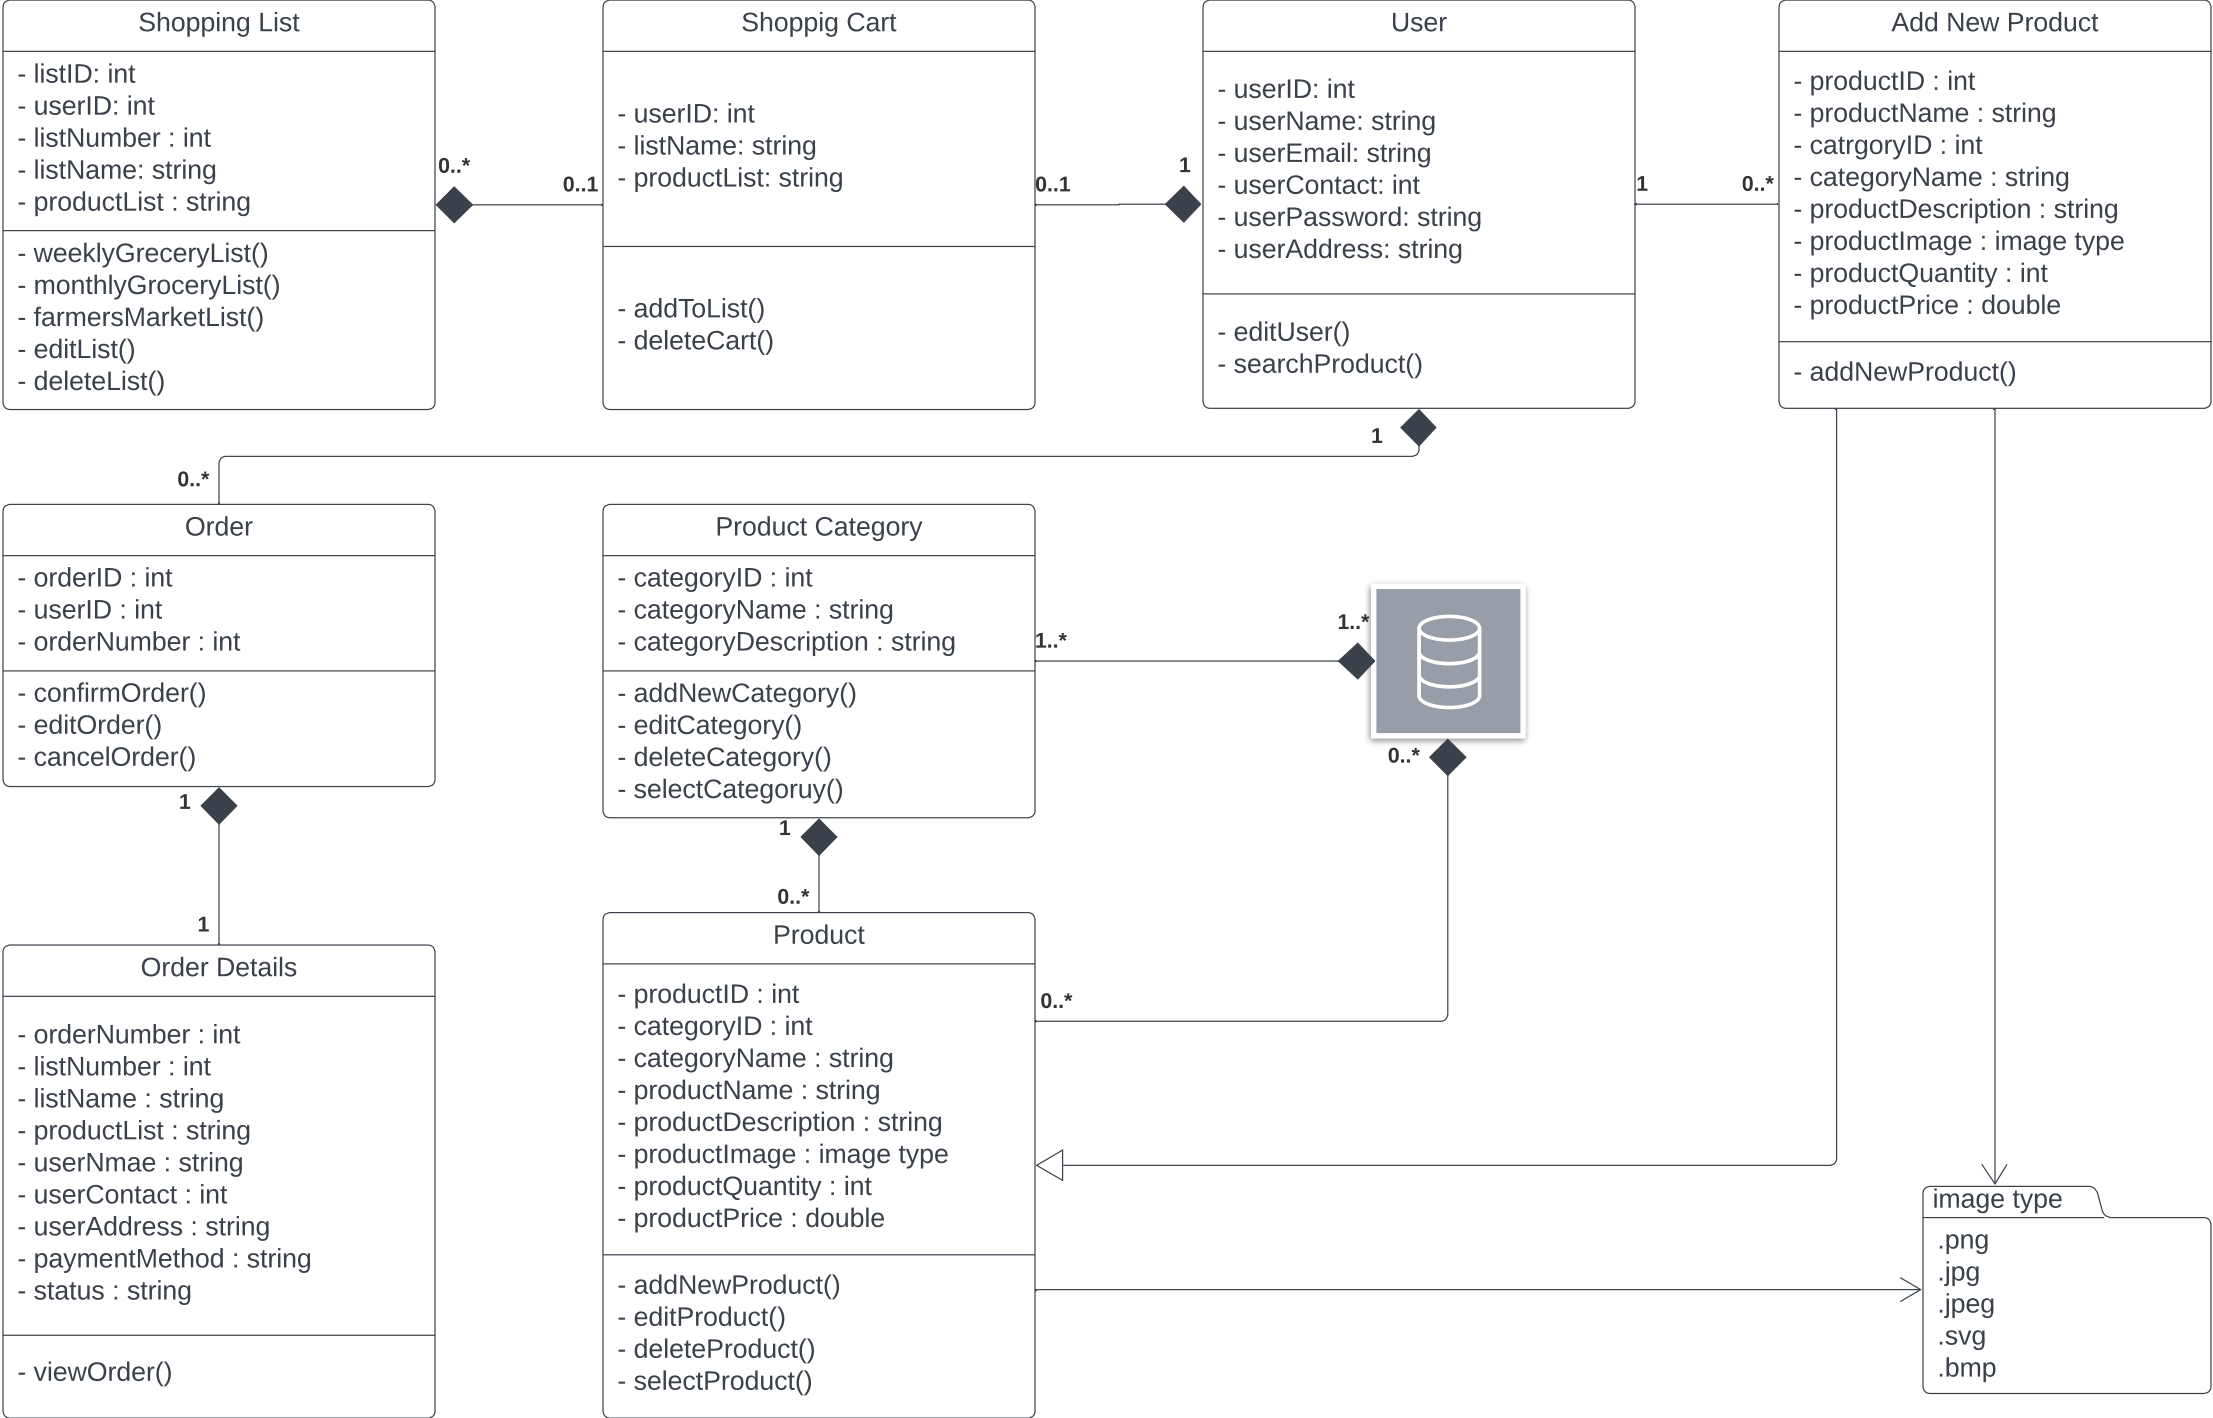 Shopping List
- listID: int
- userID: int
- listNumber : int
- listName: string
- productList : string
- weeklyGreceryList()
- monthlyGroceryList()
- farmersMarketList()
- editList()
- deleteList()
0..*
0..1
Shoppig Cart
- userID: int
- listName: string
- productList: string
- addToList()
- deleteCart()
0..1
1
User
- userID: int
- userName: string
- userEmail: string
- userContact: int
- userPassword: string
- userAddress: string
- editUser()
- searchProduct()
1
0..*
Add New Product
- productID : int
- productName : string
- catrgoryID : int
- categoryName : string
- productDescription : string
- productImage : image type
- productQuantity : int
- productPrice : double
- addNewProduct()
1
0..*
Order
- orderID : int
- userID : int
- orderNumber : int
- confirmOrder()
- editOrder()
- cancelOrder()
1
1
Order Details
- orderNumber : int
- listNumber : int
- listName : string
- productList : string
- userNmae : string
- userContact : int
- userAddress : string
- paymentMethod : string
- status : string
- viewOrder()
Product Category
- categoryID : int
- categoryName : string
- categoryDescription : string
- addNewCategory()
- editCategory()
- deleteCategory()
- selectCategoruy()
1..*
1..*
0..*
1
0..*
Product
- productID : int
- categoryID : int
- categoryName : string
- productName : string
- productDescription : string
- productImage : image type
- productQuantity : int
- productPrice : double
- addNewProduct()
- editProduct()
- deleteProduct()
- selectProduct()
0..*
image type
.png
.jpg
.jpeg
.svg
.bmp